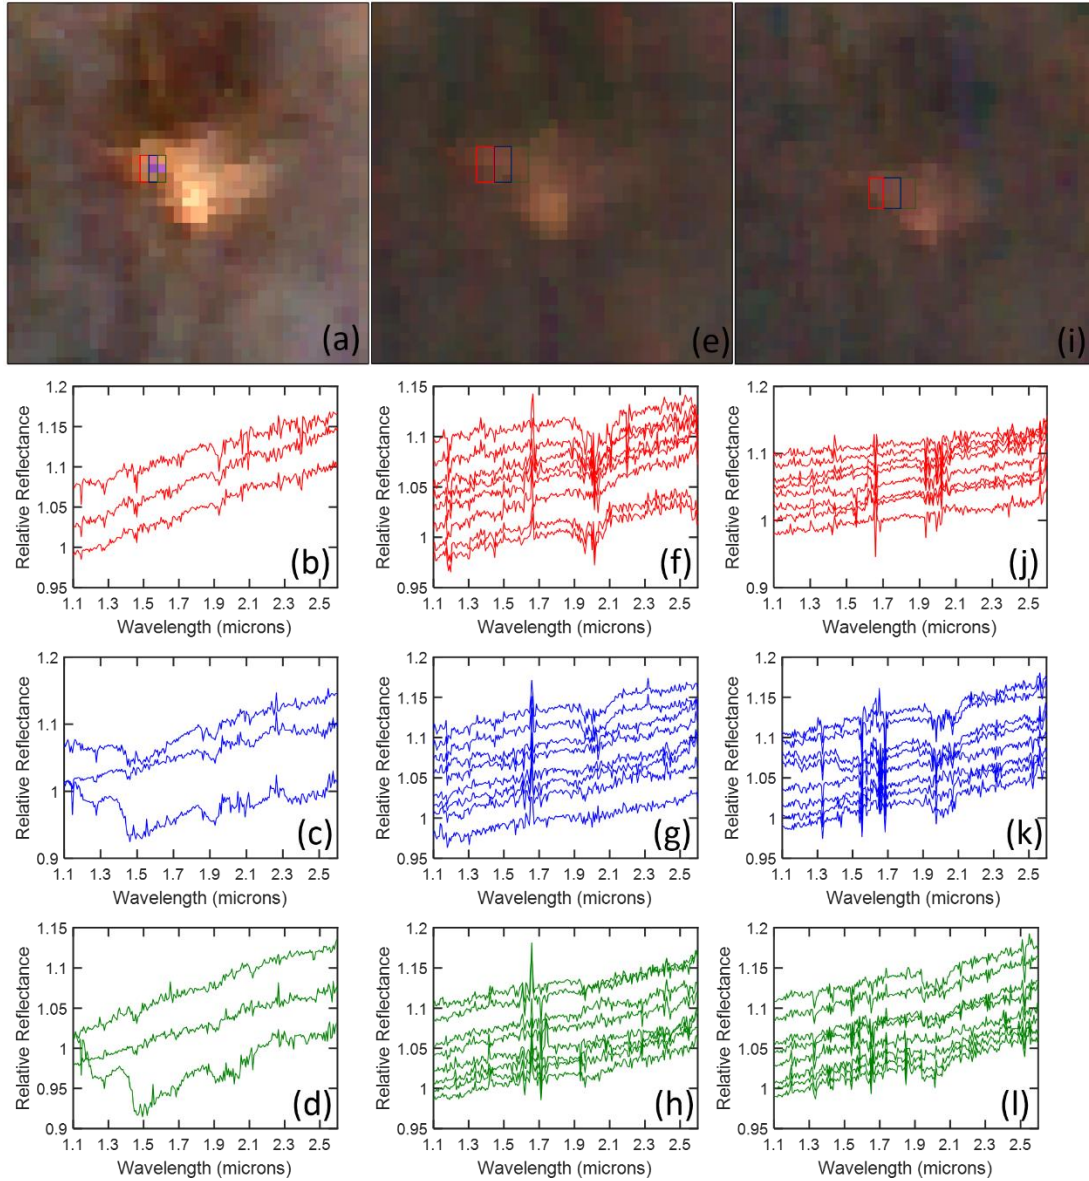 (a) (e) (i)
1.2 1.15 1.1 1.05 1 0.95
Relative Reflectance
(b)
1.1 1.3 1.5 1.7 1.9 2.1 2.3 2.5
Wavelength (microns)
1.15 1.1 1.05 1 0.95
Relative Reflectance
(f)
1.1 1.3 1.5 1.7 1.9 2.1 2.3 2.5
Wavelength (microns)
1.2 1.1 1 0.9
Relative Reflectance
(j)
1.1 1.3 1.5 1.7 1.9 2.1 2.3 2.5
Wavelength (microns)
1.2 1.1 1 0.9
Relative Reflectance
(c)
1.1 1.3 1.5 1.7 1.9 2.1 2.3 2.5
Wavelength (microns)
1.2 1.15 1.1 1.05 1 0.95
Relative Reflectance
(g)
1.1 1.3 1.5 1.7 1.9 2.1 2.3 2.5
Wavelength (microns)
1.2 1.15 1.1 1.05 1 0.95
Relative Reflectance
(k)
1.1 1.3 1.5 1.7 1.9 2.1 2.3 2.5
Wavelength (microns)
1.15 1.1 1.05 1 0.95 0.9
Relative Reflectance
(d)
1.1 1.3 1.5 1.7 1.9 2.1 2.3 2.5
Wavelength (microns)
1.2 1.15 1.1 1.05 1 0.95
Relative Reflectance
(h)
1.1 1.3 1.5 1.7 1.9 2.1 2.3 2.5
Wavelength (microns)
1.2 1.15 1.1 1.05 1 0.95
Relative Reflectance
(l)
1.1 1.3 1.5 1.7 1.9 2.1 2.3 2.5
Wavelength (microns)